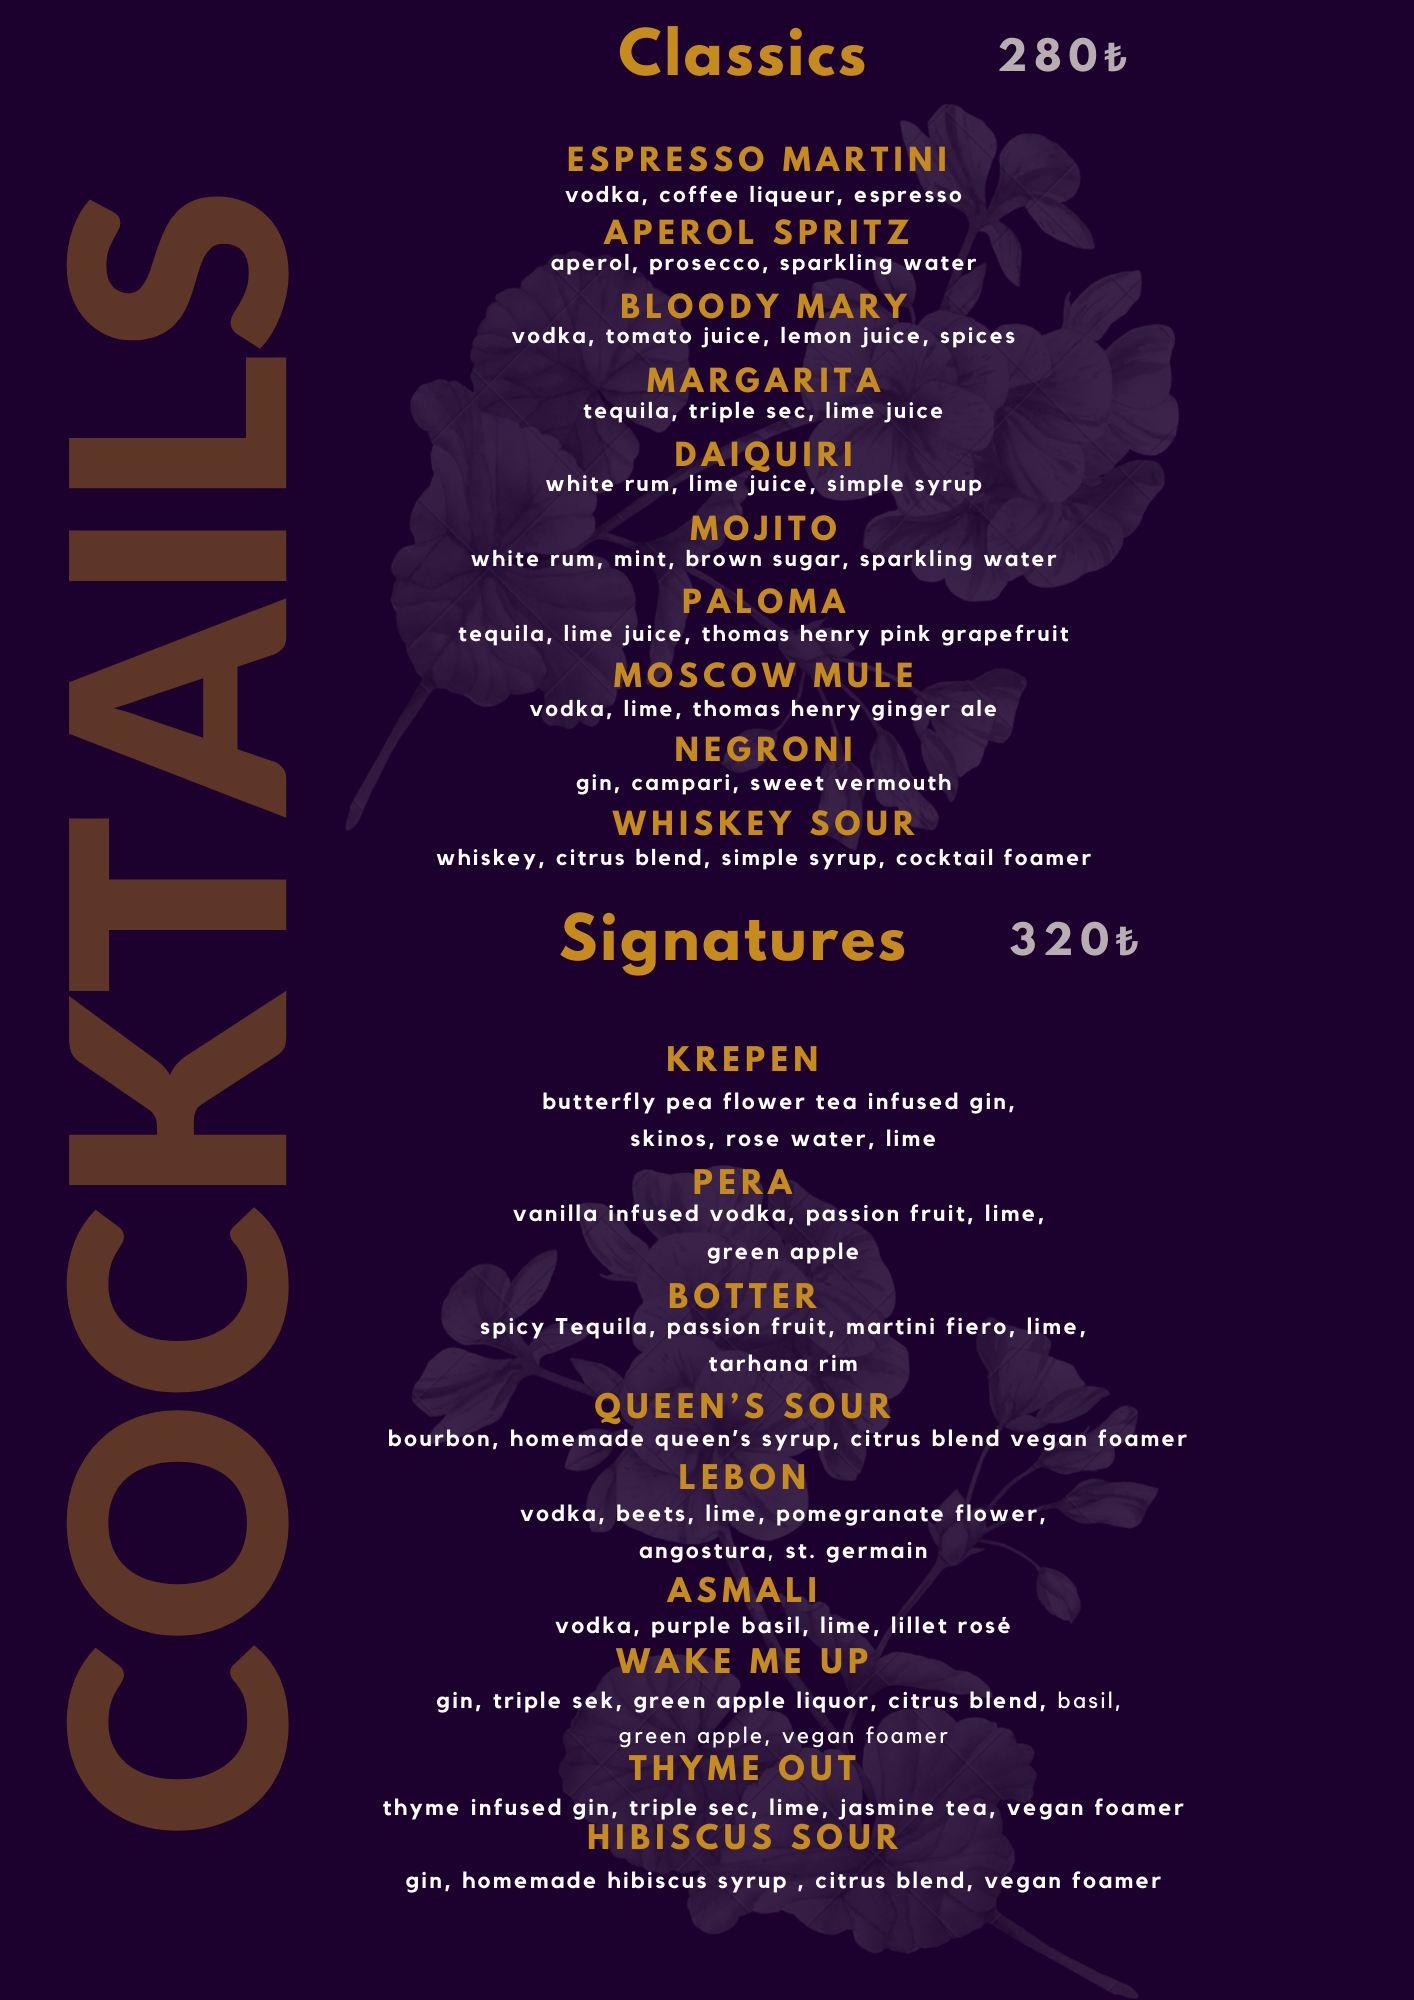 COCKTAILS
Classics 280₺
ESPRESSO MARTINI
vodka, coffee liqueur, espresso
APEROL SPRITZ
aperol, prosecco, sparkling water
BLOODY MARY
vodka, tomato juice, lemon juice, spices
MARGARITA
tequila, triple sec, lime juice
DAIQUIRI
white rum, lime juice, simple syrup
MOJITO
white rum, mint, brown sugar, sparkling water
PALOMA
tequila, lime juice, thomas henry pink grapefruit
MOSCOW MULE
vodka, lime, thomas henry ginger ale
NEGRONI
gin, campari, sweet vermouth
WHISKEY SOUR
whiskey, citrus blend, simple syrup, cocktail foamer
Signatures 320₺
KREPEN
butterfly pea flower tea infused gin,
skinos, rose water, lime
PERA
vanilla infused vodka, passion fruit, lime,
green apple
BOTTER
spicy Tequila, passion fruit, martini fiero, lime,
tarhana rim
QUEEN'S SOUR
bourbon, homemade queen's syrup, citrus blend vegan foamer
LEBON
vodka, beets, lime, pomegranate flower,
angostura, st. germain
ASMALI
vodka, purple basil, lime, lillet rosé
WAKE ME UP
gin, triple sek, green apple liquor, citrus blend, basil,
green apple, vegan foamer
THYME OUT
thyme infused gin, triple sec, lime, jasmine tea, vegan foamer
HIBISCUS SOUR
gin, homemade hibiscus syrup , citrus blend, vegan foamer